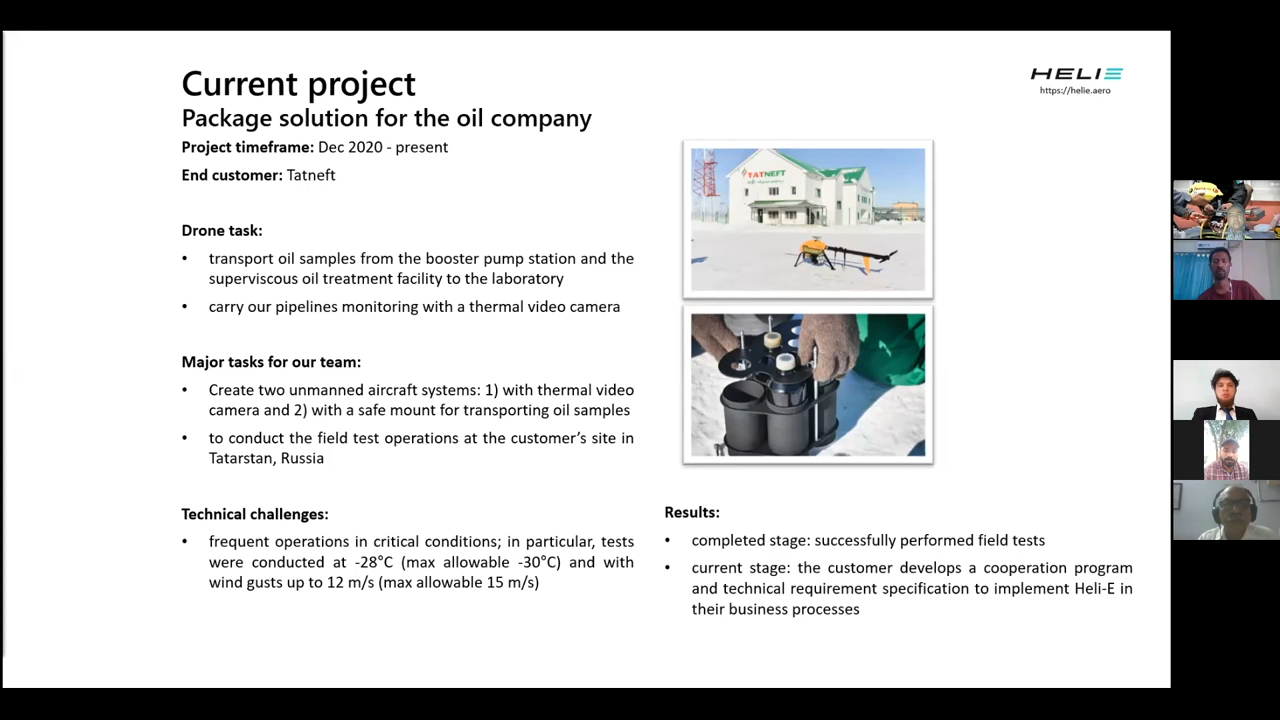 Current project
Package solution for the oil company
Project timeframe: Dec 2020 - present
End customer: Tatneft
Drone task:
• transport oil samples from the booster pump station and the
superviscous oil treatment facility to the laboratory
• carry our pipelines monitoring with a thermal video camera
Major tasks for our team:
• Create two unmanned aircraft systems: 1) with thermal video
camera and 2) with a safe mount for transporting oil samples
• to conduct the field test operations at the customer's site in
Tatarstan, Russia
Technical challenges:
• frequent operations in critical conditions; in particular, tests
were conducted at -28°C (max allowable -30°C) and with
wind gusts up to 12 m/s (max allowable 15 m/s)
HELIE
https://helie.aero
TATNEFT
Results:
• completed stage: successfully performed field tests
• current stage: the customer develops a cooperation program
and technical requirement specification to implement Heli-E in
their business processes